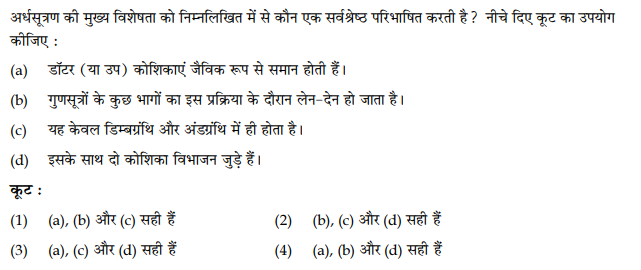 अर्धसूत्रण की मुख्य विशेषता को निम्नलिखित में से कौन एक सर्वश्रेष्ठ परिभाषित करती है? नीचे दिए कूट का उपयोग
कीजिए :
(a) डॉटर (या उप) कोशिकाएं जैविक रूप से समान होती हैं।
(b) गुणसूत्रों के कुछ भागों का इस प्रक्रिया के दौरान लेन-देन हो जाता है।
(c) यह केवल डिम्बग्रंथि और अंडग्रंथि में ही होता है।
(d) इसके साथ दो कोशिका विभाजन जुड़े हैं।
कूट :
(1) (a), (b) और (c) सही हैं (2) (b), (c) और (d) सही हैं
(3) (a), (c) और (d) सही हैं (4) (a), (b) और (d) सही हैं